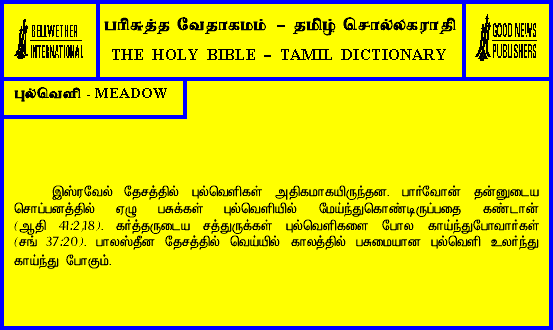 BELLWETHER
INTERNATIONAL
பரிசுத்த வேதாகமம் – தமிழ் சொல்லகராதி
THE HOLY BIBLE – TAMIL DICTIONARY
GOOD NEWS
PUBLISHERS
புல்வெளி - MEADOW
இஸ்ரவேல் தேசத்தில் புல்வெளிகள் அதிகமாகயிருந்தன. பார்வோன் தன்னுடைய
சொப்பனத்தில் ஏழு பசுக்கள் புல்வெளியில் மேய்ந்துகொண்டிருப்பதை கண்டான்
(ஆதி 41:2,18). கர்த்தருடைய சத்துருக்கள் புல்வெளிகளை போல காய்ந்துபோவார்கள்
(சங் 37:20). பாலஸ்தீன தேசத்தில் வெய்யில் காலத்தில் பசுமையான புல்வெளி உலர்ந்து
காய்ந்து போகும்.